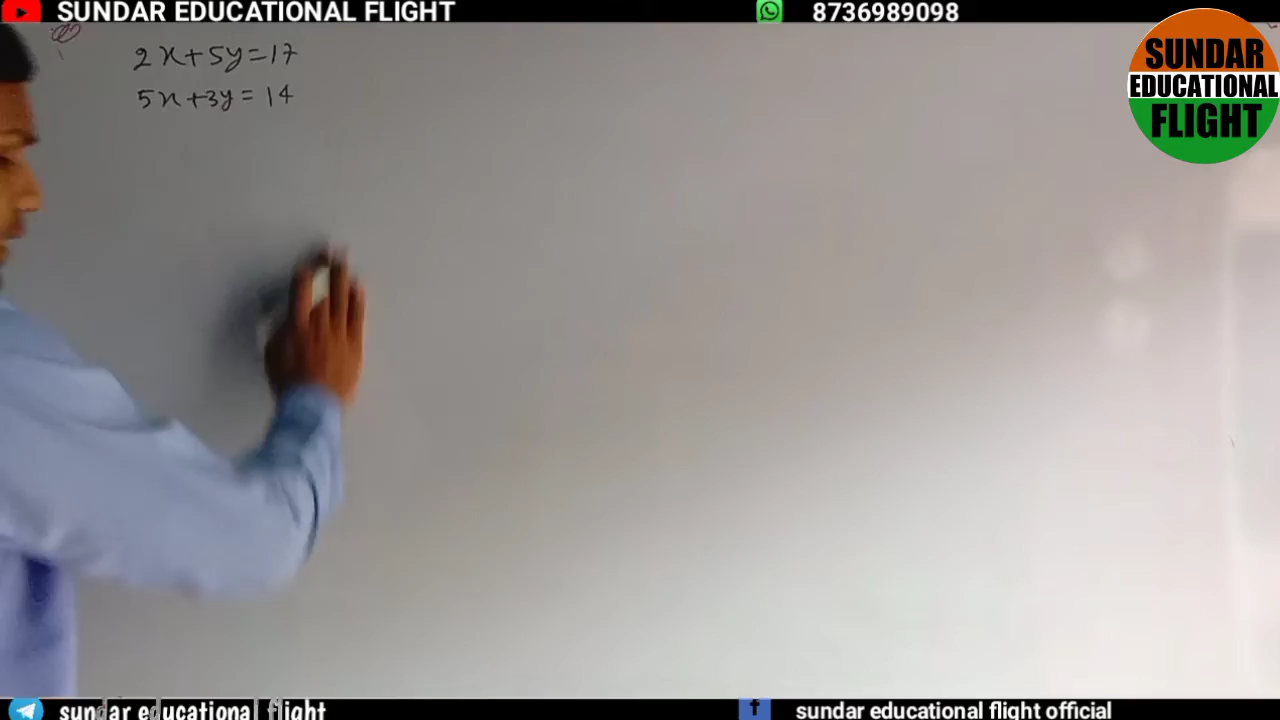 SUNDAR EDUCATIONAL FLIGHT
8736989098
SUNDAR
EDUCATIONAL
FLIGHT
2x+5y=17
5x+3y=14
sundar educational flight
sundar educational flight official